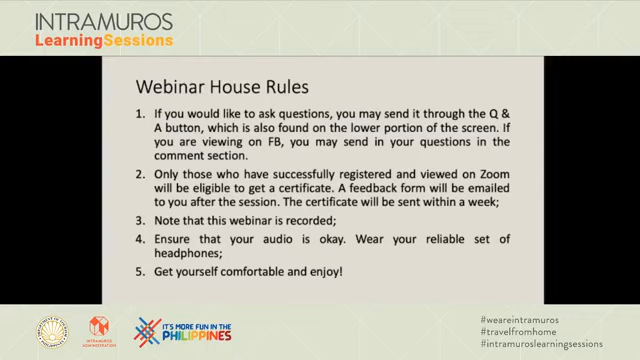 INTRAMUROS
LearningSessions
Webinar House Rules
1. If you would like to ask questions, you may send it through the Q &
A button, which is also found on the lower portion of the screen. If
you are viewing on FB, you may send in your questions in the
comment section.
2. Only those who have successfully registered and viewed on Zoom
will be eligible to get a certificate. A feedback form will be emailed
to you after the session. The certificate will be sent within a week;
3. Note that this webinar is recorded;
4. Ensure that your audio is okay. Wear your reliable set of
headphones;
5. Get yourself comfortable and enjoy!
INTRAMUROS
ADMINISTRATION
IT'S MORE FUN IN THE
PHILIPPINES
#weareintramuros
#travelfromhome
#intramuroslearningsessions